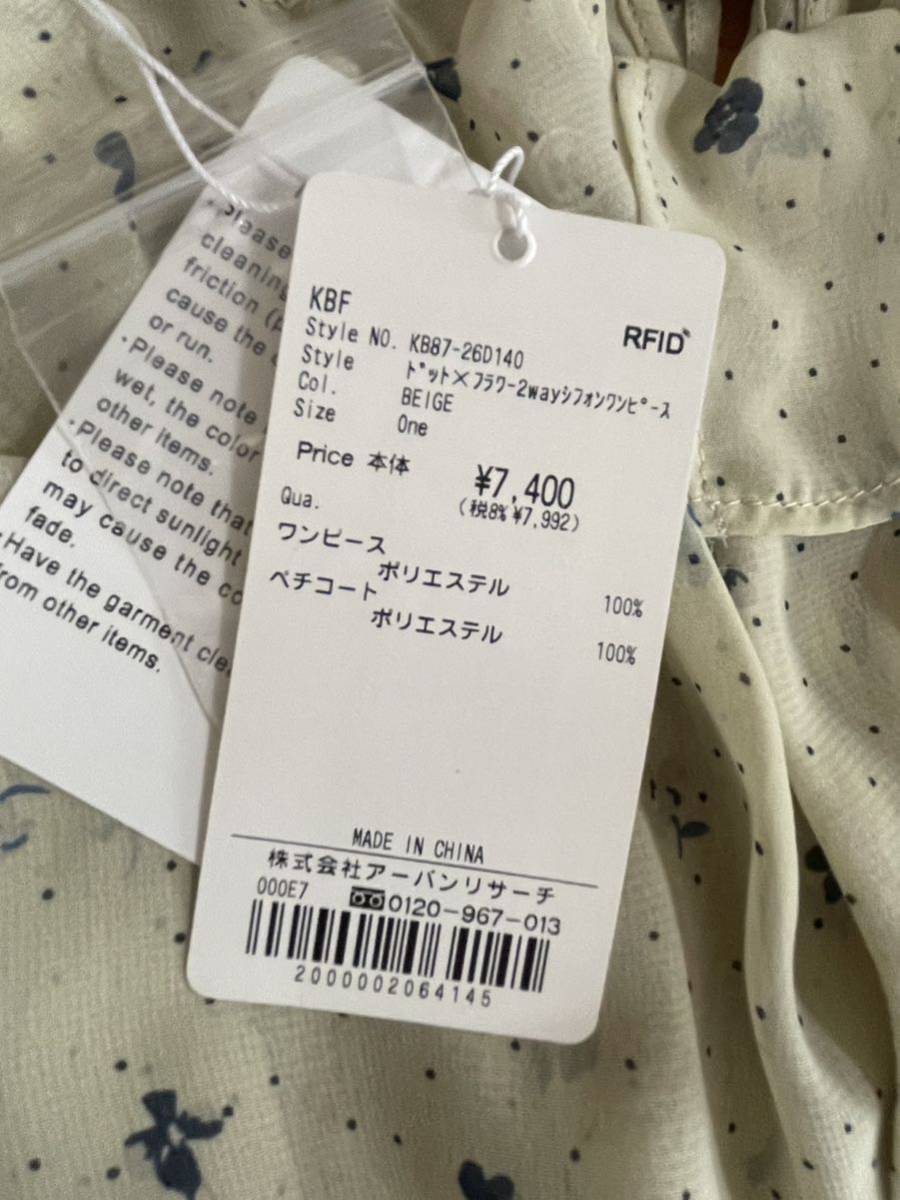 KBF
RFID
Style NO. KB87-26D140
Style ﾄﾞｯﾄ×ﾌﾗﾜｰ2wayｼﾌｫﾝﾜﾝﾋﾟｰｽ
Col. BEIGE
Size One
Price 本体 ¥7,400
(税8% ¥7,992)
Qua.
ワンピース
ポリエステル 100%
ペチコート
ポリエステル 100%
MADE IN CHINA
株式会社アーバンリサーチ
000E7 0120-967-013
2000002064145
・Please
cleaning
friction
cause the
or run.
・Please note
wet, the color
other items.
・Please note that
to direct sunlight
may cause the
fade.
・Have the garment
from other items.